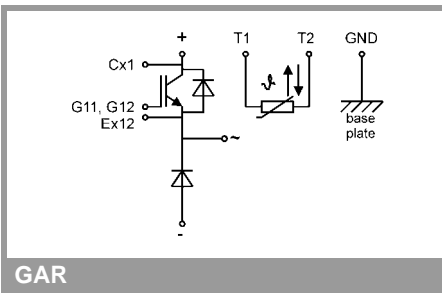 + T1 T2 GND
Cx1
ϑ
G11, G12
Ex12
base
plate
~
-
GAR